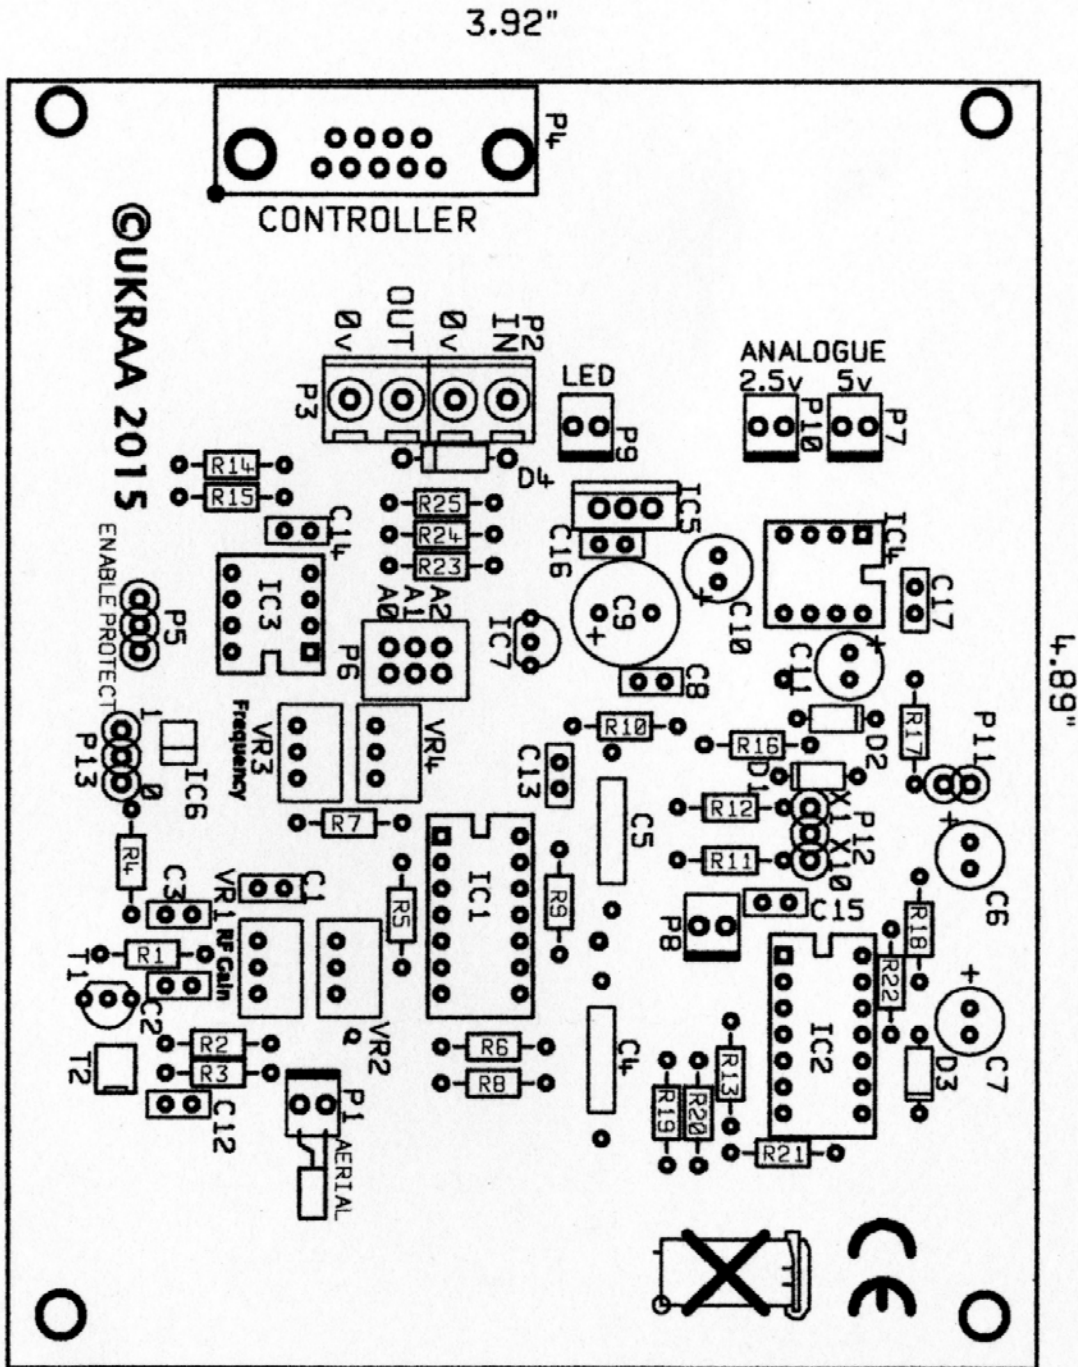 3.92"
4.89"
P4
CONTROLLER
©UKRAA 2015
0v
OUT
0v
IN
P2
P3
LED
P9
ANALOGUE
2.5v
5v
P10
P7
D4
R14
R15
R25
R24
R23
C14
IC5
C16
IC4
C17
C10
C9
ENABLE PROTECT
P5
IC3
A0
A1
A2
P6
IC7
C8
C11
1
0
P13
IC6
VR3
Frequency
VR4
R10
R16
D2
R17
P11
C13
D1
R7
R12
X1
P12
X10
R11
C5
C6
R4
C3
C1
VR1
RF Gain
R5
IC1
R9
P8
C15
R18
R22
T1
R1
C2
Q
VR2
IC2
C7
T2
R2
R3
R6
R8
C4
R13
D3
C12
P1
AERIAL
R19
R20
R21
CE